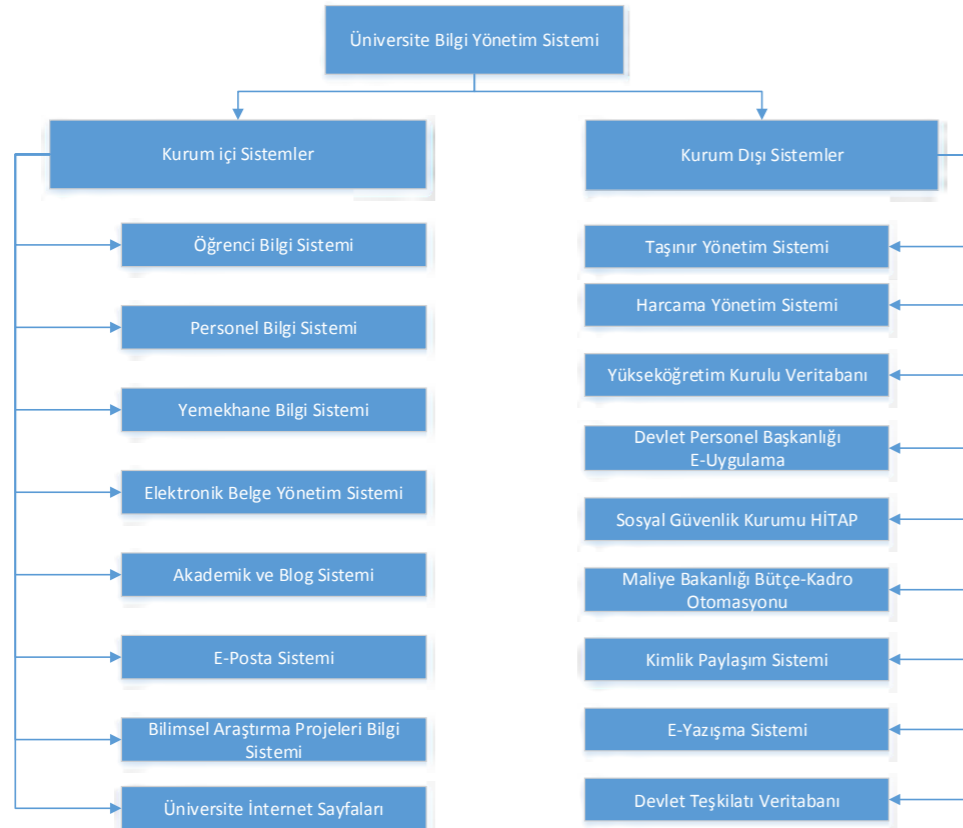 Üniversite Bilgi Yönetim Sistemi
Kurum içi Sistemler
Öğrenci Bilgi Sistemi
Personel Bilgi Sistemi
Yemekhane Bilgi Sistemi
Elektronik Belge Yönetim Sistemi
Akademik ve Blog Sistemi
E-Posta Sistemi
Bilimsel Araştırma Projeleri Bilgi
Sistemi
Üniversite İnternet Sayfaları
Kurum Dışı Sistemler
Taşınır Yönetim Sistemi
Harcama Yönetim Sistemi
Yükseköğretim Kurulu Veritabanı
Devlet Personel Başkanlığı
E-Uygulama
Sosyal Güvenlik Kurumu HİTAP
Maliye Bakanlığı Bütçe-Kadro
Otomasyonu
Kimlik Paylaşım Sistemi
E-Yazışma Sistemi
Devlet Teşkilatı Veritabanı